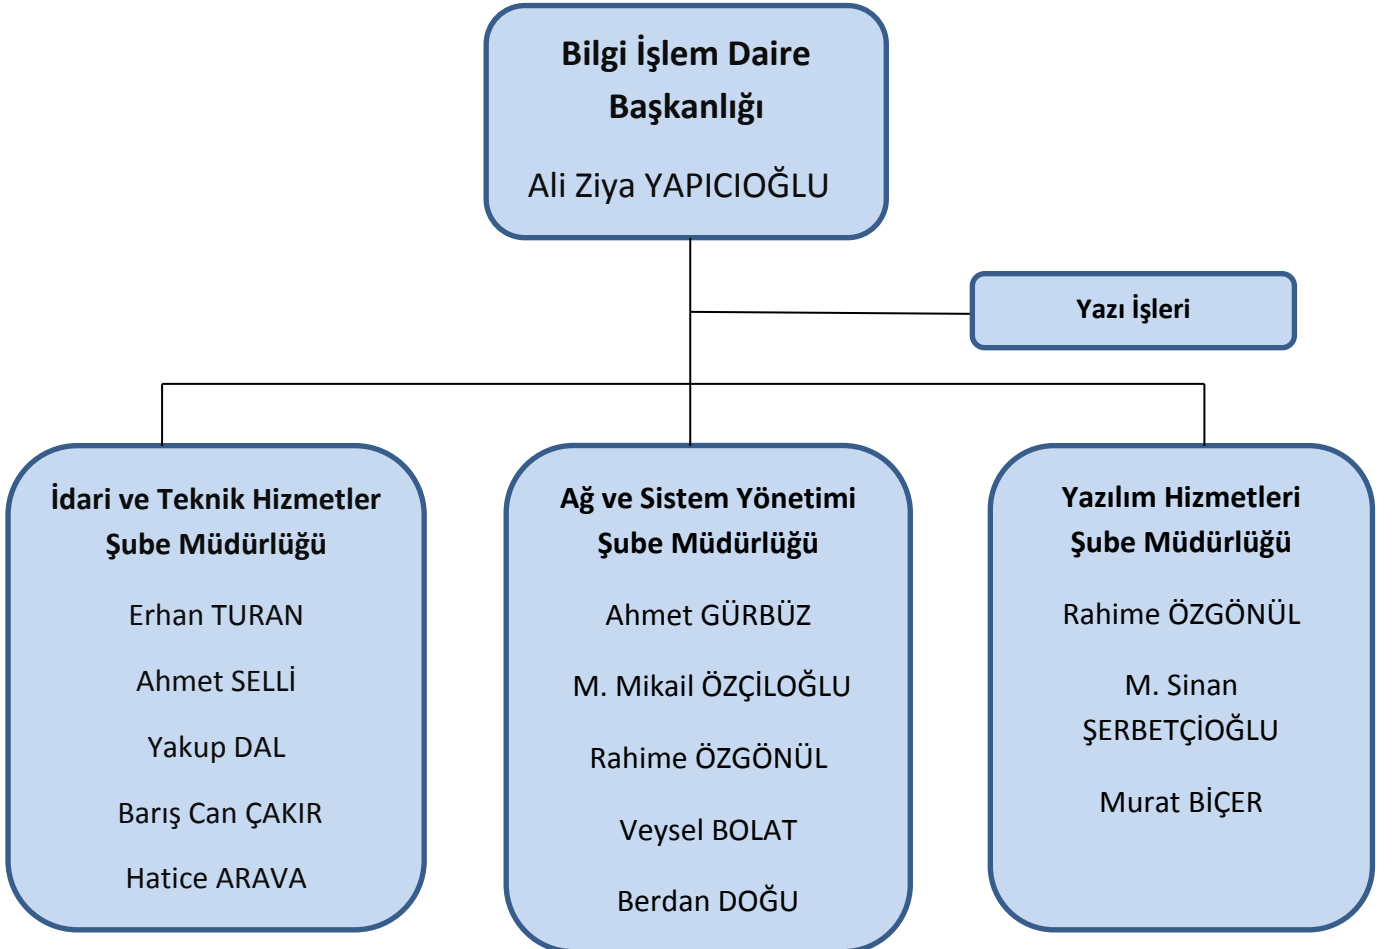 Bilgi İşlem Daire
Başkanlığı
Ali Ziya YAPICIOĞLU
Yazı İşleri
İdari ve Teknik Hizmetler
Şube Müdürlüğü
Erhan TURAN
Ahmet SELLİ
Yakup DAL
Barış Can ÇAKIR
Hatice ARAVA
Ağ ve Sistem Yönetimi
Şube Müdürlüğü
Ahmet GÜRBÜZ
M. Mikail ÖZÇİLOĞLU
Rahime ÖZGÖNÜL
Veysel BOLAT
Berdan DOĞU
Yazılım Hizmetleri
Şube Müdürlüğü
Rahime ÖZGÖNÜL
M. Sinan
ŞERBETÇİOĞLU
Murat BİÇER